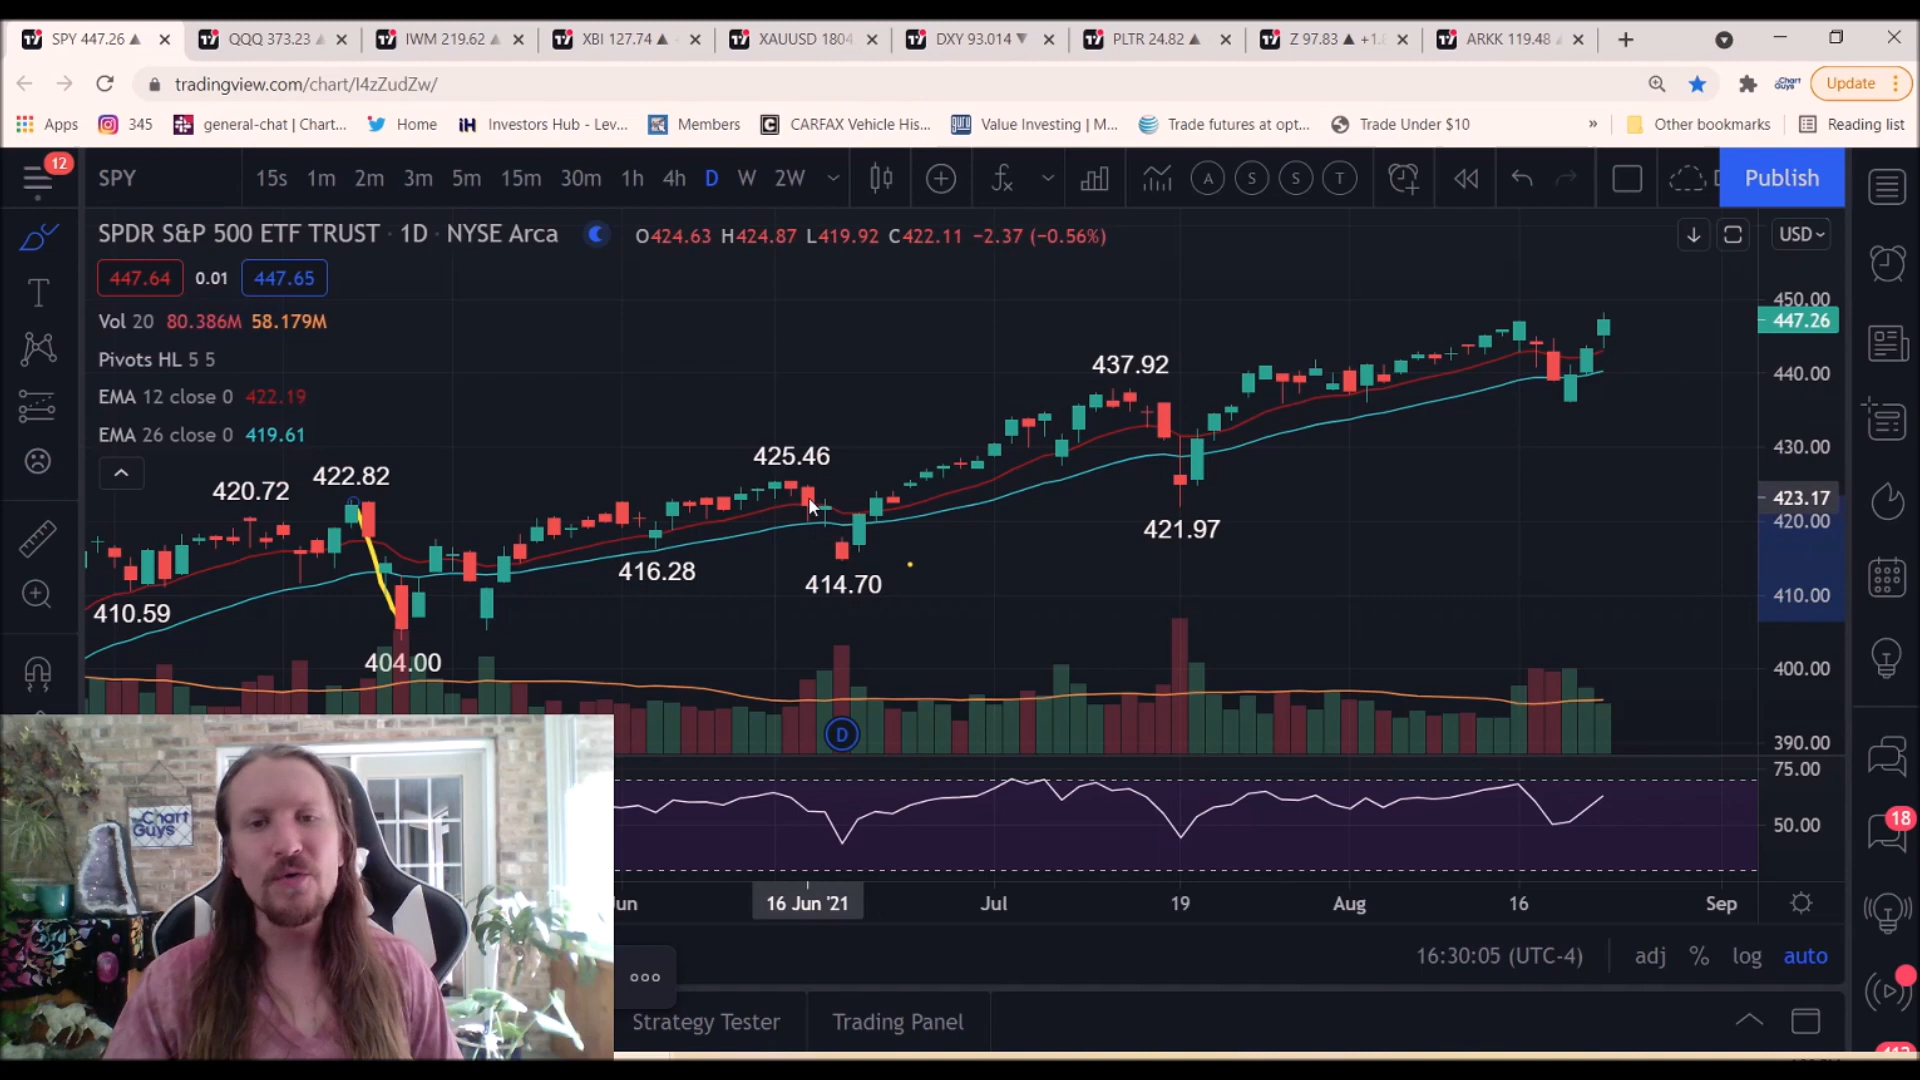 SPY 447.26 ▲
QQQ 373.23
IWM 219.62
XBI 127.74 ▲
XAUUSD 1804
DXY 93.014 ▼
PLTR 24.82 ▲
Z 97.83 ▲ +1.
ARKK 119.48
tradingview.com/chart/I4zZudZw/
Update
Apps
345
general-chat | Chart...
Home
iH Investors Hub - Lev...
Members
CARFAX Vehicle His...
Value Investing | M...
Trade futures at opt...
Trade Under $10
»
Other bookmarks
Reading list
12
SPY
15s 1m 2m 3m 5m 15m 30m 1h 4h D W 2W
A S S T
Publish
SPDR S&P 500 ETF TRUST · 1D · NYSE Arca
O424.63 H424.87 L419.92 C422.11 −2.37 (−0.56%)
USD
447.64 0.01 447.65
Vol 20 80.386M 58.179M
Pivots HL 5 5
EMA 12 close 0 422.19
EMA 26 close 0 419.61
450.00
447.26
440.00
430.00
423.17
420.00
410.00
400.00
390.00
75.00
50.00
437.92
425.46
422.82
420.72
421.97
416.28
414.70
410.59
404.00
D
un
16 Jun '21
Jul
19
Aug
16
Sep
16:30:05 (UTC-4)
adj % log auto
Strategy Tester
Trading Panel
18
Chart
Guys